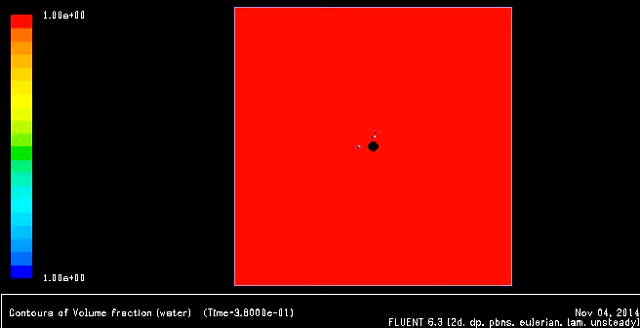 1.00e+00
1.00e+00
Contours of Volume fraction (water) (Time=3.8000e-01)
Nov 04, 2014
FLUENT 6.3 (2d, dp, pbns, eulerian, lam, unsteady)